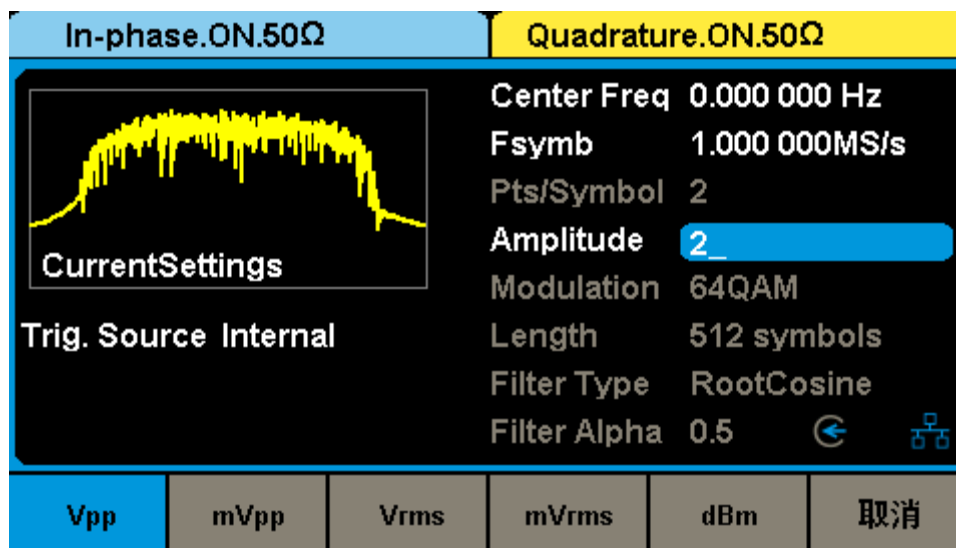 In-phase.ON.50Ω
Quadrature.ON.50Ω
CurrentSettings
Trig. Source Internal
Center Freq 0.000 000 Hz
Fsymb 1.000 000MS/s
Pts/Symbol 2
Amplitude 2_
Modulation 64QAM
Length 512 symbols
Filter Type RootCosine
Filter Alpha 0.5
Vpp mVpp Vrms mVrms dBm 取消